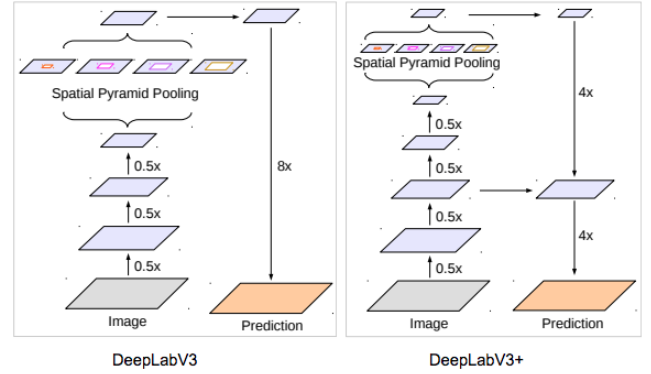 Spatial Pyramid Pooling
0.5x
0.5x
0.5x
8x
Image
Prediction
DeepLabV3
Spatial Pyramid Pooling
0.5x
0.5x
0.5x
0.5x
4x
4x
Image
Prediction
DeepLabV3+